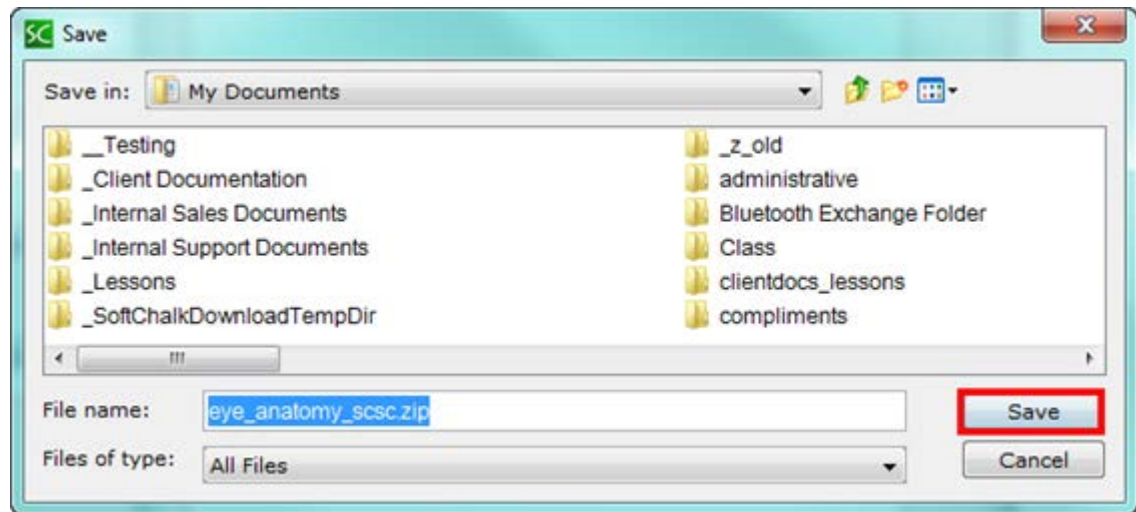 SC Save
Save in: My Documents
__Testing
_Client Documentation
_Internal Sales Documents
_Internal Support Documents
_Lessons
_SoftChalkDownloadTempDir
_z_old
administrative
Bluetooth Exchange Folder
Class
clientdocs_lessons
compliments
File name: eye_anatomy_scsc.zip Save
Files of type: All Files Cancel